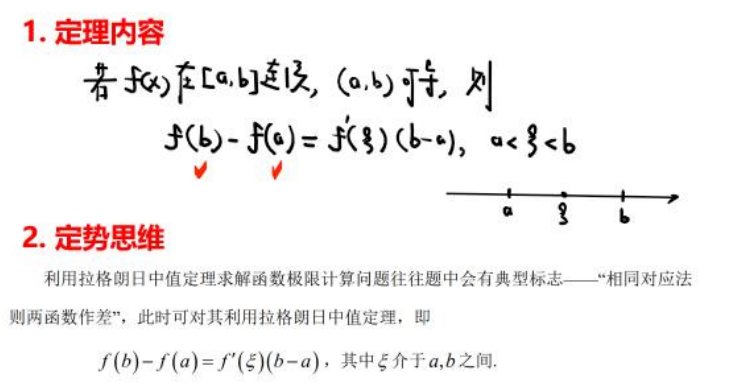 1. 定理内容
若 f(x) 在 [a,b] 连续, (a,b) 可导, 则
f(b) - f(a) = f'(ξ)(b-a), a<ξ<b
a ξ b
2. 定势思维
利用拉格朗日中值定理求解函数极限计算问题往往题中会有典型标志——“相同对应法
则两函数作差”，此时可对其利用拉格朗日中值定理，即
f(b)-f(a)=f′(ξ)(b-a)，其中ξ介于a,b之间.